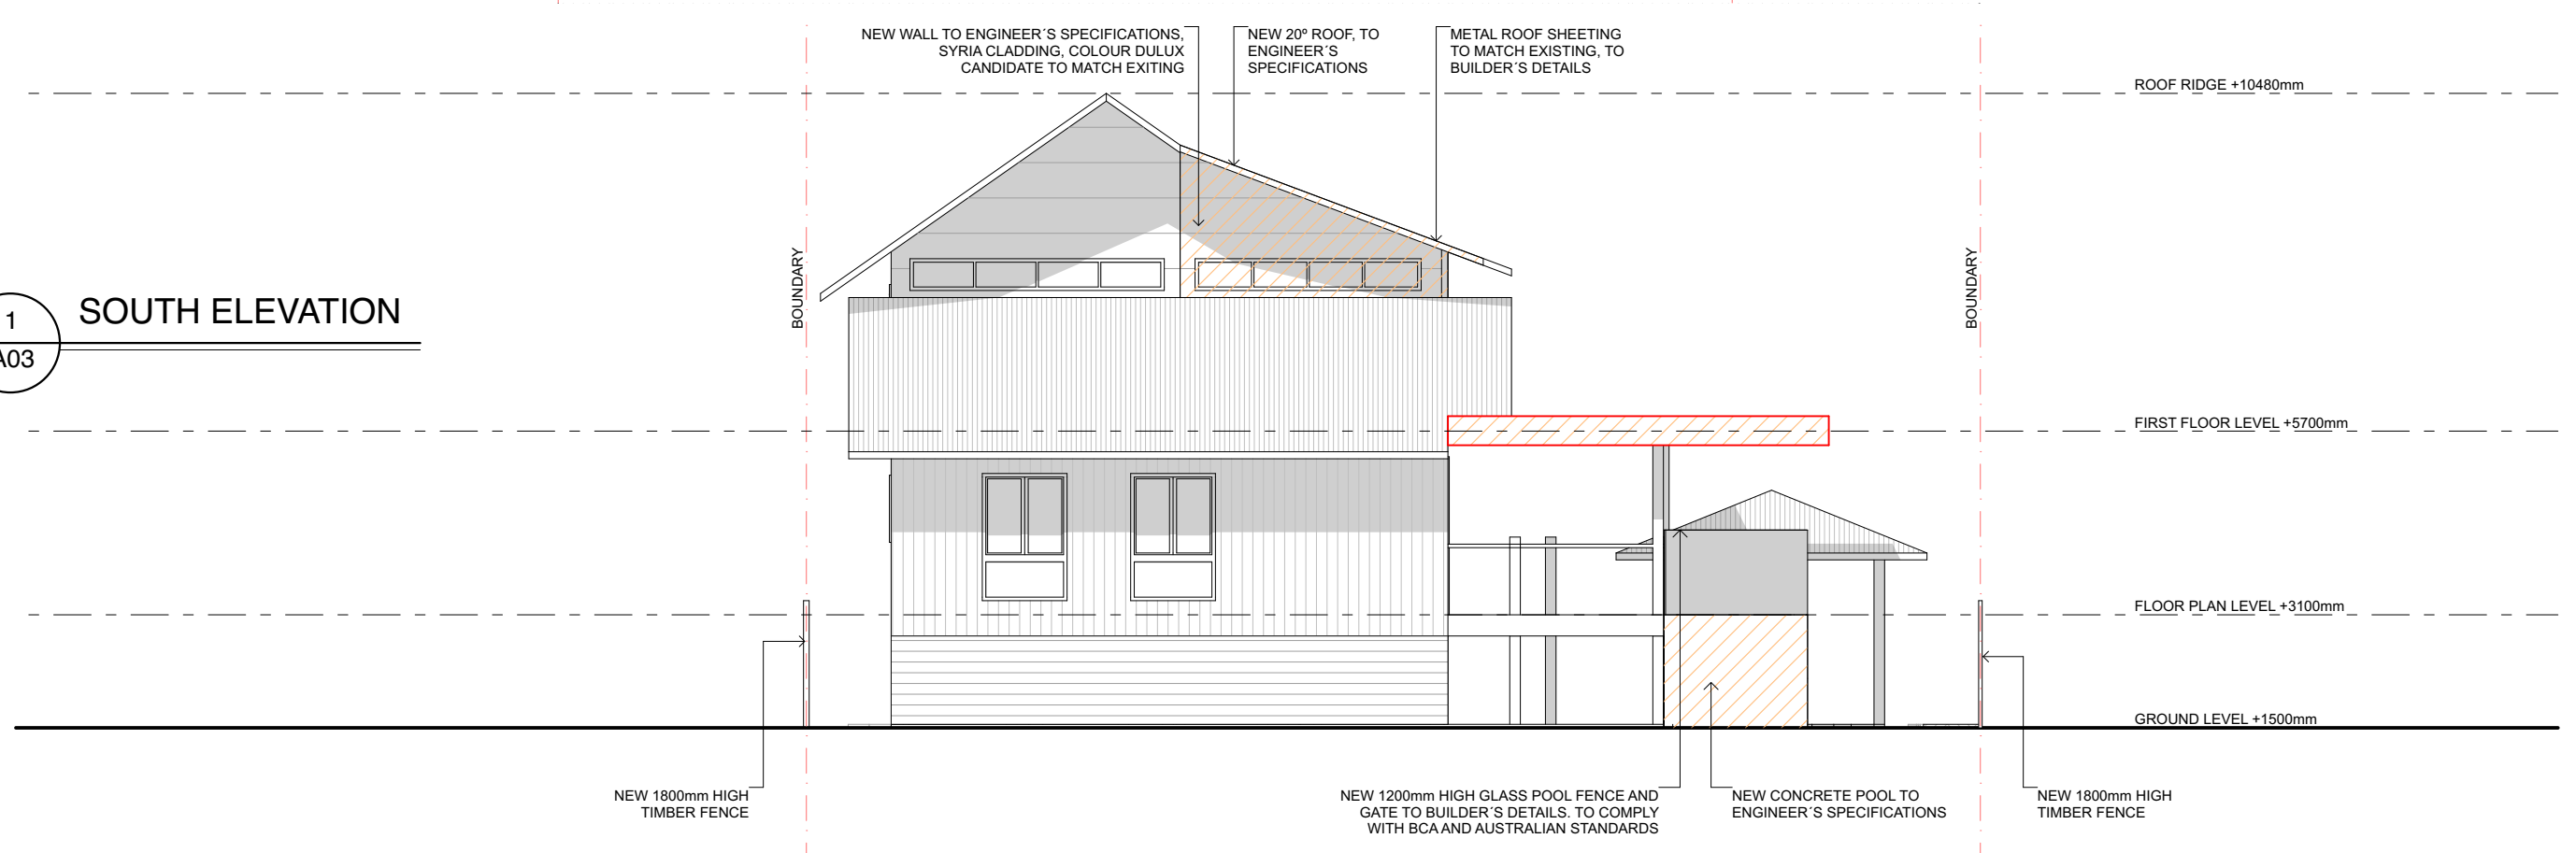 NEW WALL TO ENGINEER´S SPECIFICATIONS,
SYRIA CLADDING, COLOUR DULUX
CANDIDATE TO MATCH EXITING
NEW 20º ROOF, TO
ENGINEER´S
SPECIFICATIONS
METAL ROOF SHEETING
TO MATCH EXISTING, TO
BUILDER´S DETAILS
ROOF RIDGE +10480mm
BOUNDARY
BOUNDARY
1
A03
SOUTH ELEVATION
FIRST FLOOR LEVEL +5700mm
FLOOR PLAN LEVEL +3100mm
GROUND LEVEL +1500mm
NEW 1800mm HIGH
TIMBER FENCE
NEW 1200mm HIGH GLASS POOL FENCE AND
GATE TO BUILDER´S DETAILS. TO COMPLY
WITH BCA AND AUSTRALIAN STANDARDS
NEW CONCRETE POOL TO
ENGINEER´S SPECIFICATIONS
NEW 1800mm HIGH
TIMBER FENCE